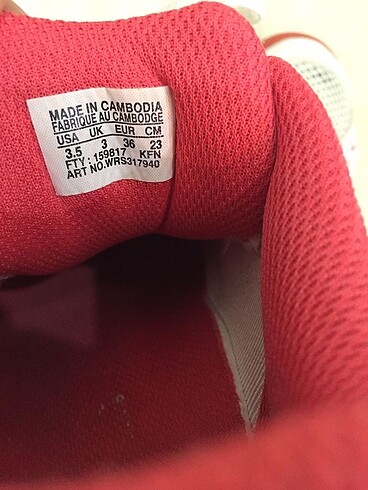 MADE IN CAMBODIA
FABRIQUE AU CAMBODGE
USA UK EUR CM
3.5 3 36 23
FTY: 159817 KFN
ART NO.WRS317940